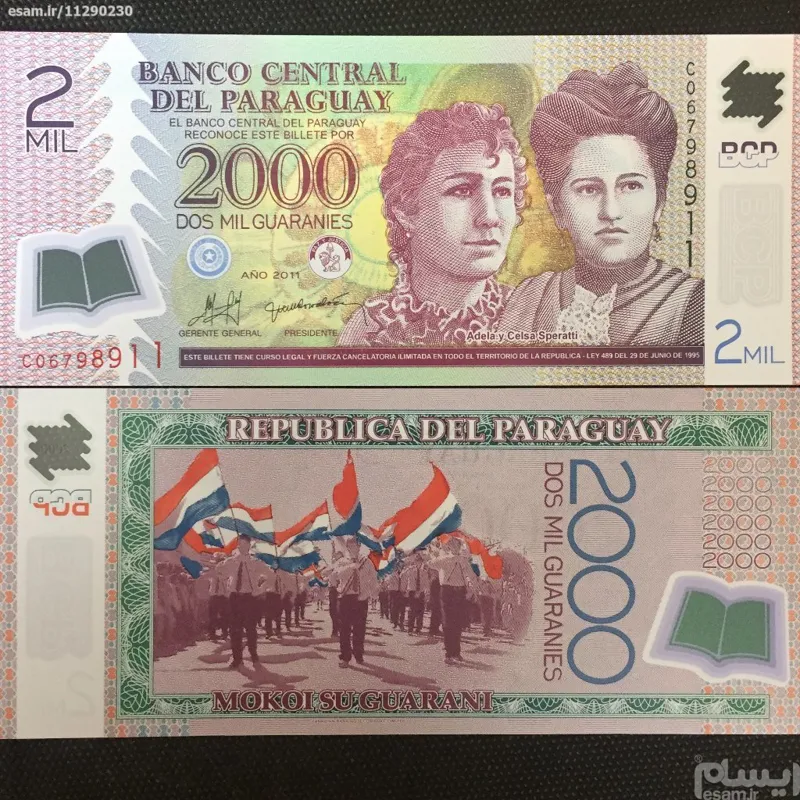 esam.ir/11290230
2
MIL
BANCO CENTRAL
DEL PARAGUAY
EL BANCO CENTRAL DEL PARAGUAY
RECONOCE ESTE BILLETE POR
2000
DOS MIL GUARANIES
AÑO 2011
GERENTE GENERAL PRESIDENTE
Adela y Celsa Speratti
C06798911
BCP
C06798911
ESTE BILLETE TIENE CURSO LEGAL Y FUERZA CANCELATORIA ILIMITADA EN TODO EL TERRITORIO DE LA REPUBLICA - LEY 489 DEL 29 DE JUNIO DE 1995
2 MIL
REPUBLICA DEL PARAGUAY
2000
DOS MIL GUARANIES
2000
2000
2000
2000
2000
2000
BCP
MOKOI SU GUARANI
ایسام
esam.ir